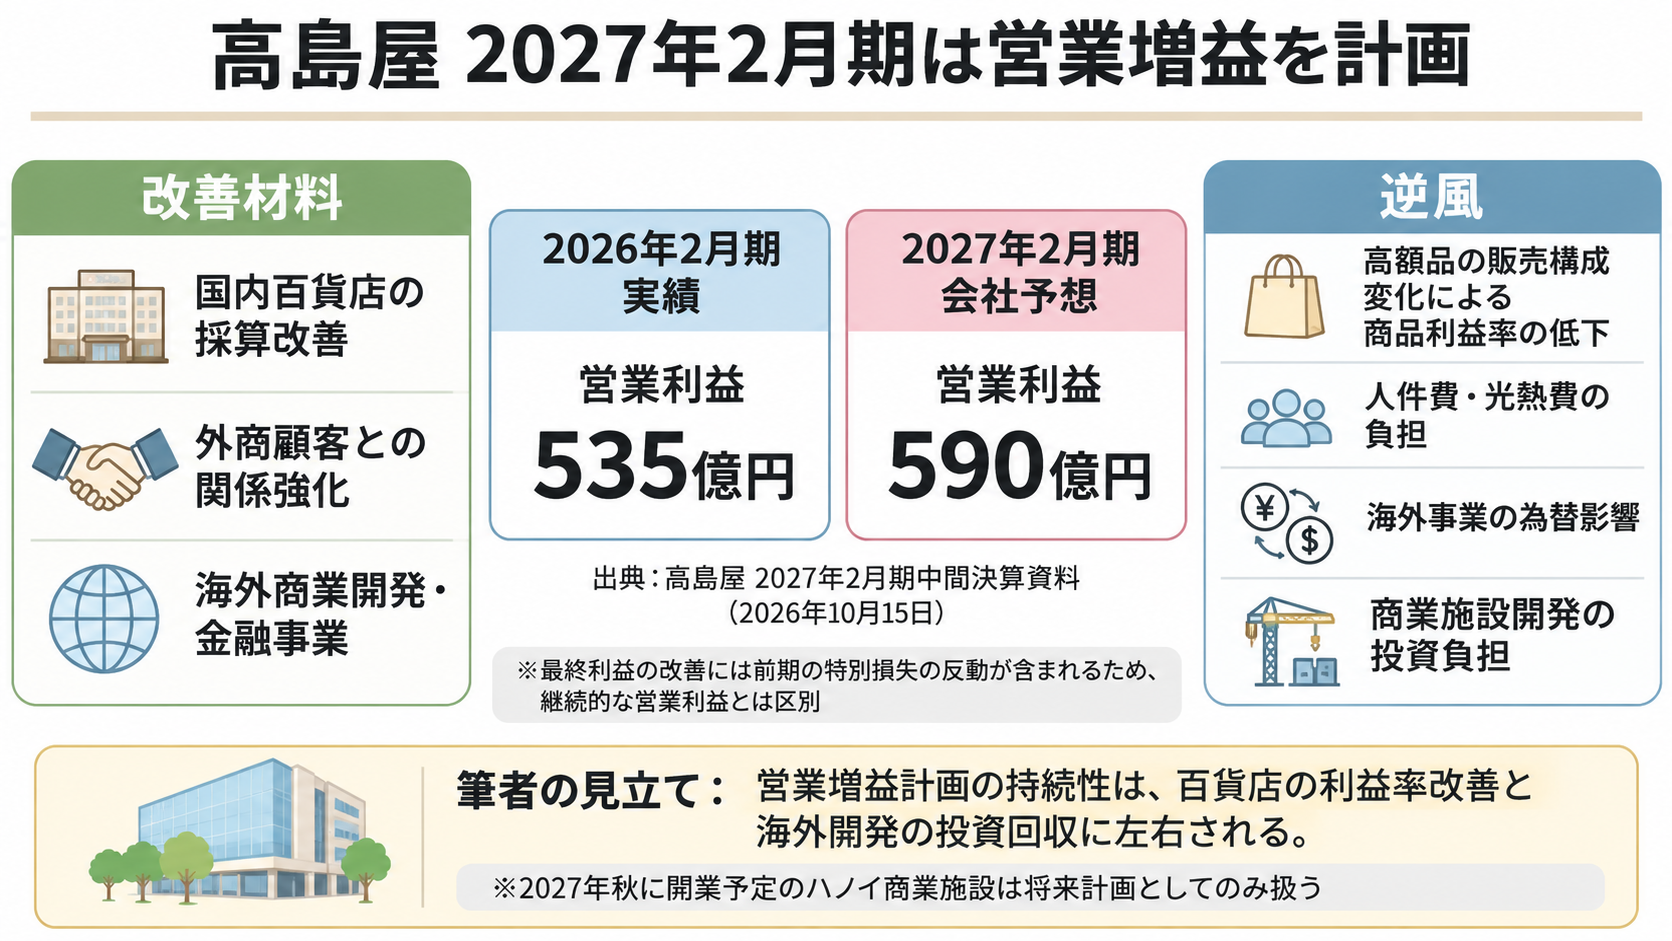 高島屋 2027年2月期は営業増益を計画
改善材料
国内百貨店の
採算改善
外商顧客との
関係強化
海外商業開発・
金融事業
2026年2月期
実績
営業利益
535億円
2027年2月期
会社予想
営業利益
590億円
出典：高島屋 2027年2月期中間決算資料
（2026年10月15日）
※最終利益の改善には前期の特別損失の反動が含まれるため、
継続的な営業利益とは区別
逆風
高額品の販売構成
変化による
商品利益率の低下
人件費・光熱費の
負担
¥
$
海外事業の為替影響
商業施設開発の
投資負担
筆者の見立て： 営業増益計画の持続性は、百貨店の利益率改善と
海外開発の投資回収に左右される。
※2027年秋に開業予定のハノイ商業施設は将来計画としてのみ扱う